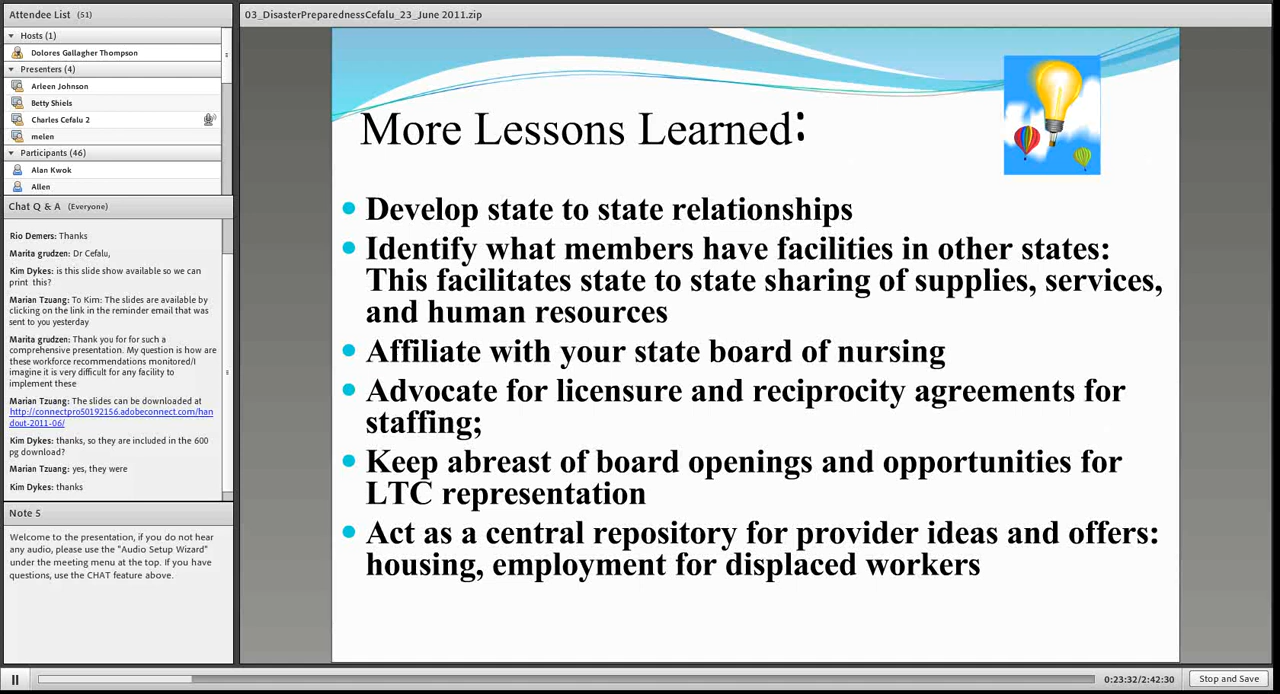 Attendee List (51)
Hosts (1)
Dolores Gallagher Thompson
Presenters (4)
Arleen Johnson
Betty Shiels
Charles Cefalu 2
melen
Participants (46)
Alan Kwok
Allen
Chat Q & A (Everyone)
Rio Demers: Thanks
Marita grudzen: Dr Cefalu,
Kim Dykes: is this slide show available so we can
print this?
Marian Tzuang: To Kim: The slides are available by
clicking on the link in the reminder email that was
sent to you yesterday
Marita grudzen: Thank you for for such a
comprehensive presentation. My question is how are
these workforce recommendations monitored/I
imagine it is very difficult for any facility to
implement these
Marian Tzuang: The slides can be downloaded at
http://connectpro50192156.adobeconnect.com/han
dout-2011-06/
Kim Dykes: thanks, so they are included in the 600
pg download?
Marian Tzuang: yes, they were
Kim Dykes: thanks
Note 5
Welcome to the presentation, if you do not hear
any audio, please use the "Audio Setup Wizard"
under the meeting menu at the top. If you have
questions, use the CHAT feature above.
03_DisasterPreparednessCefalu_23_June 2011.zip
More Lessons Learned:
• Develop state to state relationships
• Identify what members have facilities in other states:
This facilitates state to state sharing of supplies, services,
and human resources
• Affiliate with your state board of nursing
• Advocate for licensure and reciprocity agreements for
staffing;
• Keep abreast of board openings and opportunities for
LTC representation
• Act as a central repository for provider ideas and offers:
housing, employment for displaced workers
0:23:32/2:42:30
Stop and Save